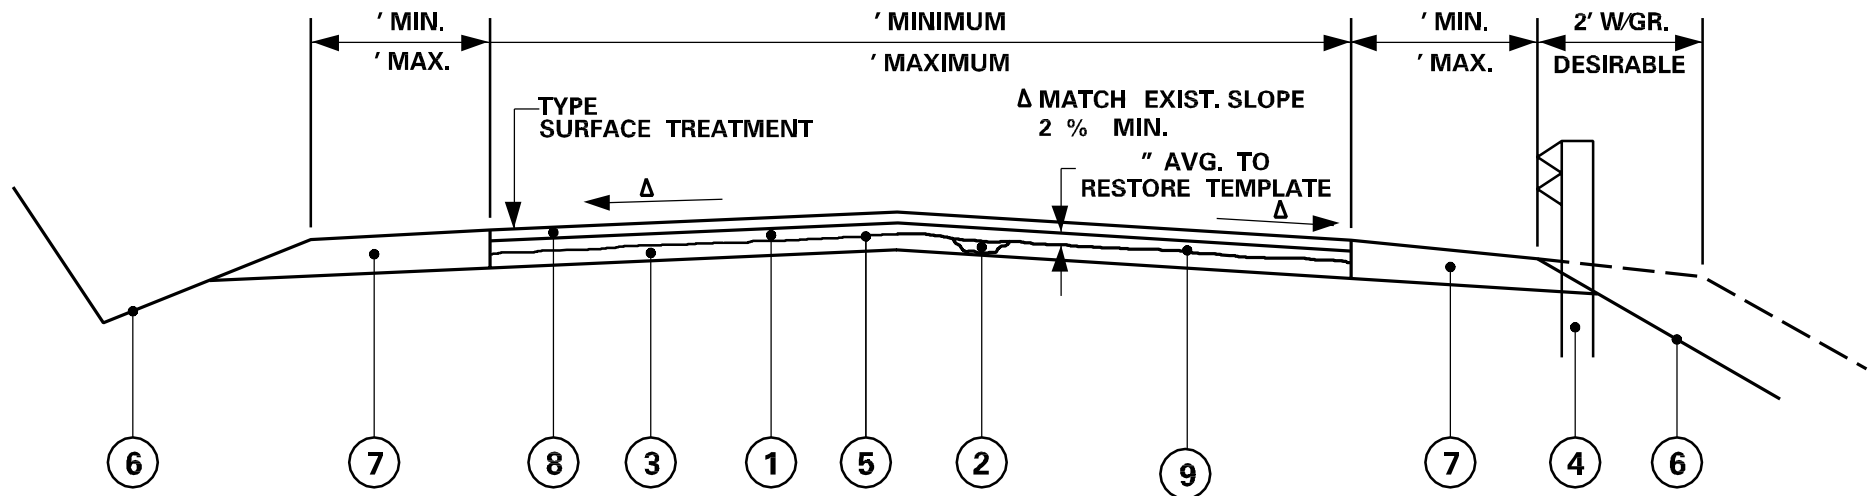 ′ MIN.
′ MAX.
′ MINIMUM
′ MAXIMUM
′ MIN.
′ MAX.
2′ W/GR.
DESIRABLE
TYPE
SURFACE TREATMENT
Δ MATCH EXIST. SLOPE
2 % MIN.
″ AVG. TO
RESTORE TEMPLATE
Δ
Δ
6
7
8
3
1
5
2
9
7
4
6